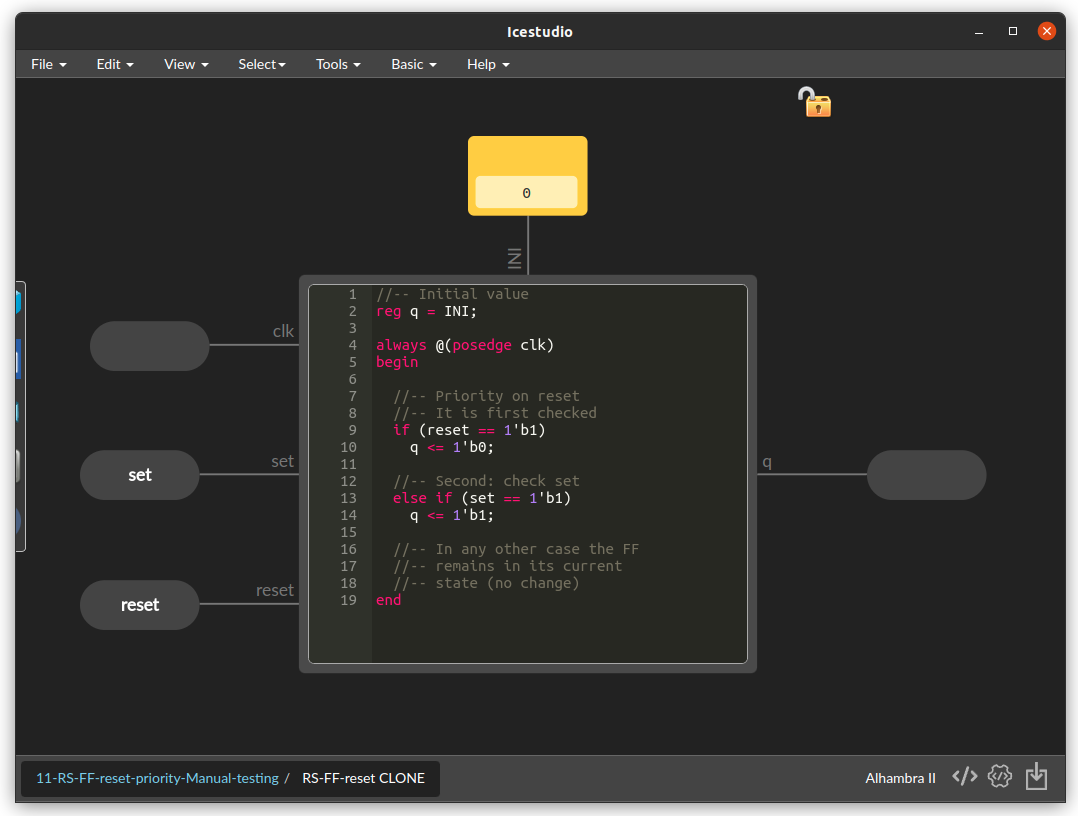 Icestudio
File Edit View Select Tools Basic Help
0
INI
clk
set
set
reset
reset
q
1 //-- Initial value
2 reg q = INI;
3
4 always @(posedge clk)
5 begin
6
7 //-- Priority on reset
8 //-- It is first checked
9 if (reset == 1'b1)
10 q <= 1'b0;
11
12 //-- Second: check set
13 else if (set == 1'b1)
14 q <= 1'b1;
15
16 //-- In any other case the FF
17 //-- remains in its current
18 //-- state (no change)
19 end
11-RS-FF-reset-priority-Manual-testing / RS-FF-reset CLONE
Alhambra II